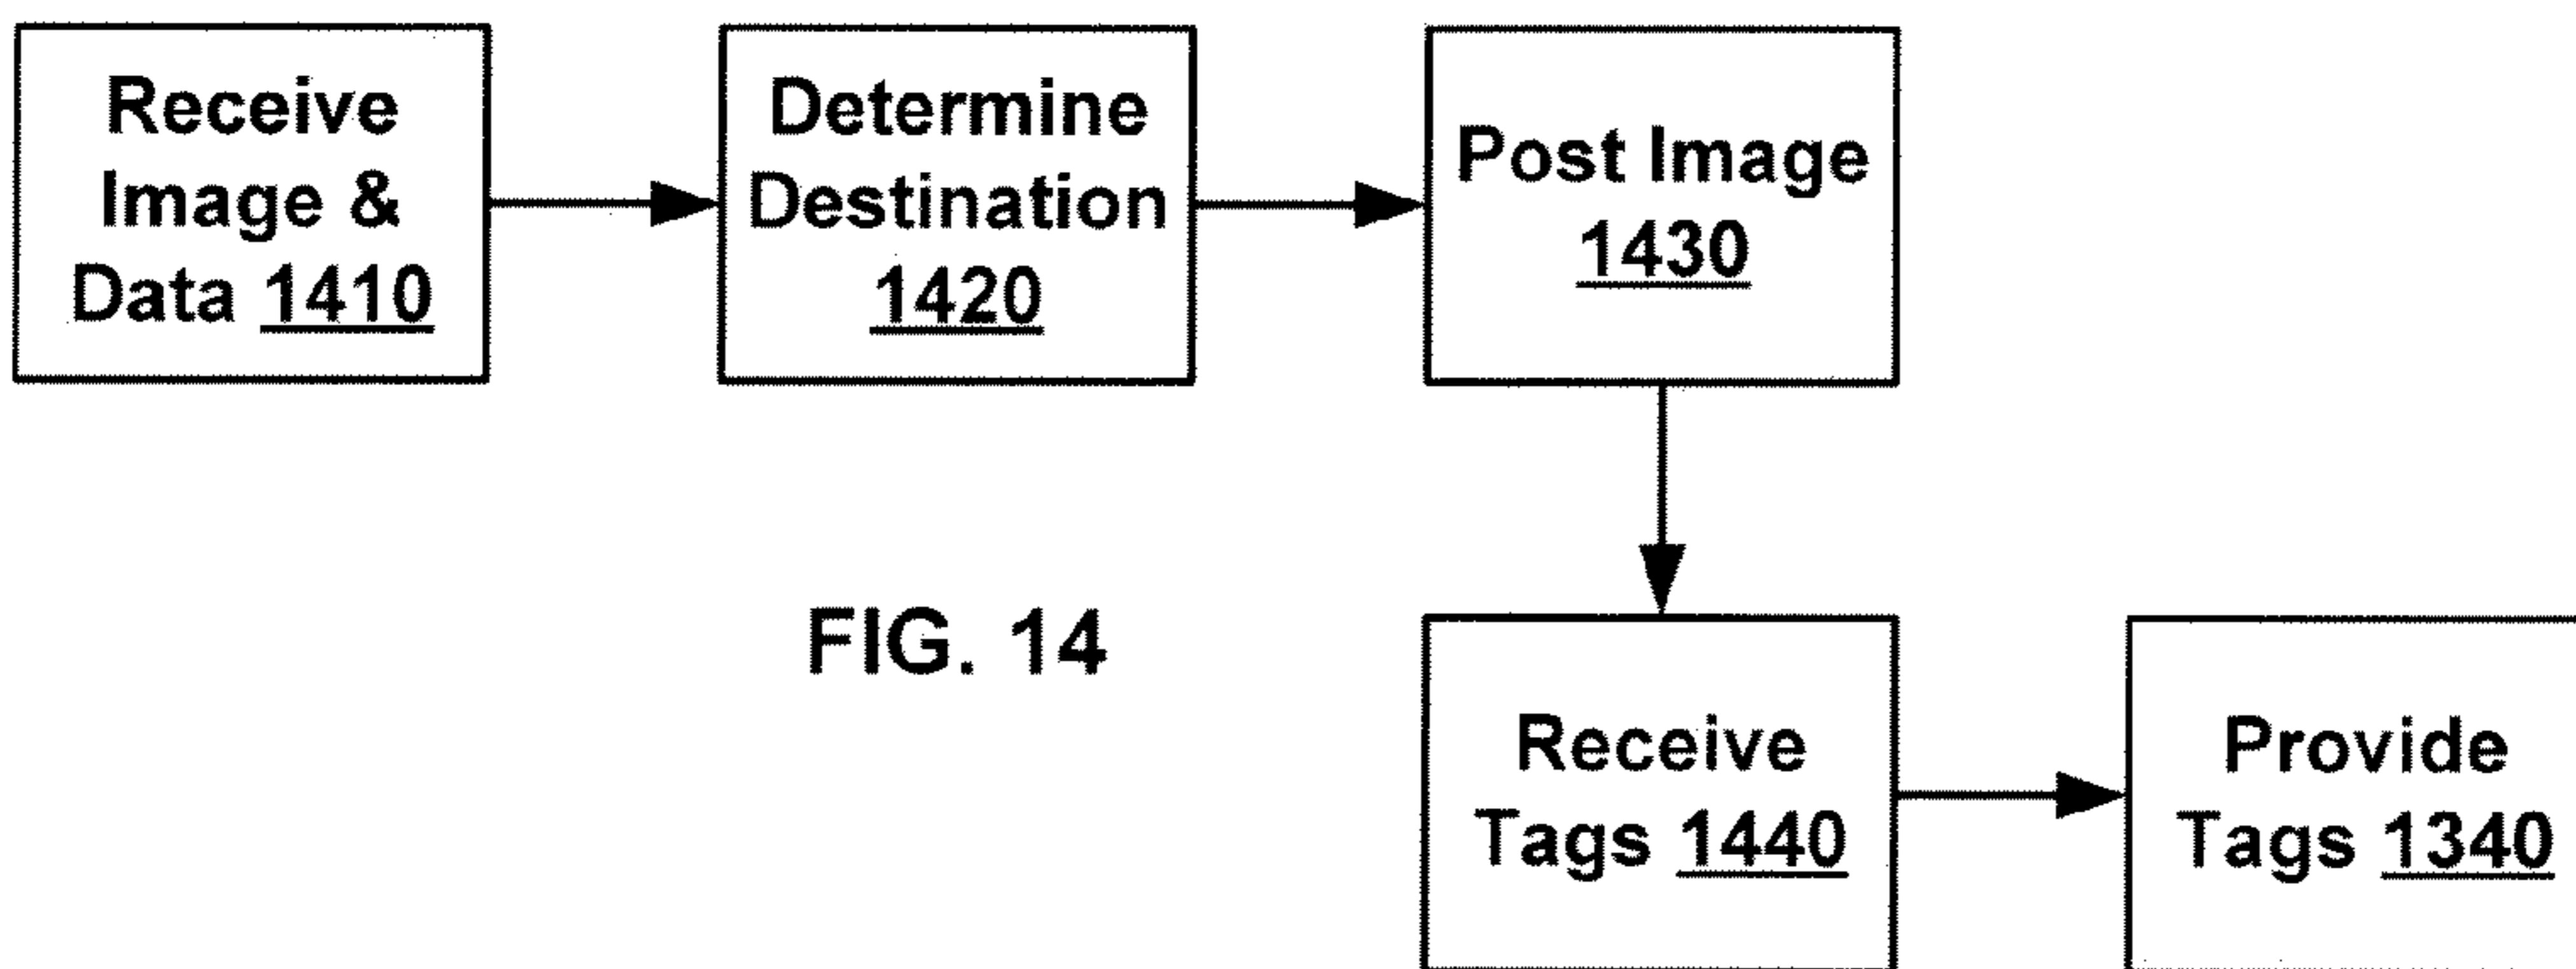 Receive
Image &
Data 1410
Determine
Destination
1420
Post Image
1430
FIG. 14
Receive
Tags 1440
Provide
Tags 1340